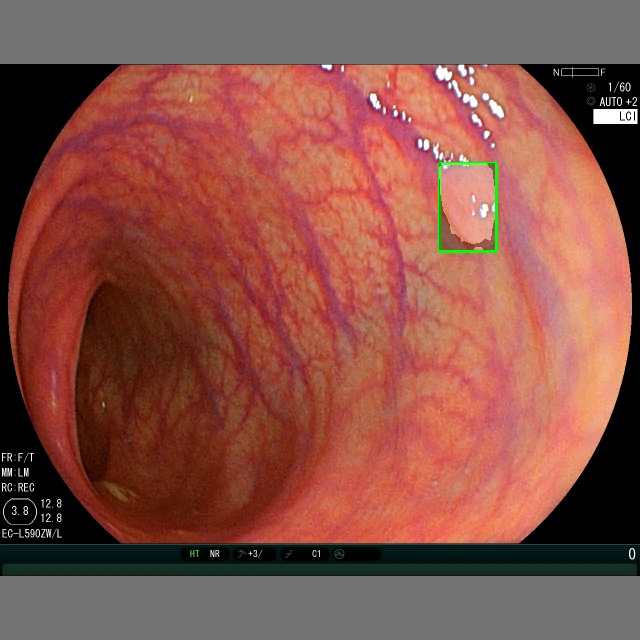 N F
1/60
AUTO +2
LCI
FR:F/T
MM:LM
RC:REC
3.8 12.8
12.8
EC-L590ZW/L
HT NR +3/ C1 0